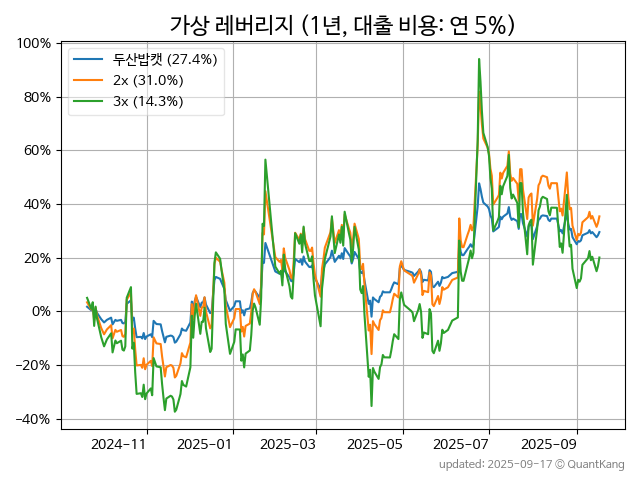 가상 레버리지 (1년, 대출 비용: 연 5%)
두산밥캣 (27.4%)
2x (31.0%)
3x (14.3%)
100%
80%
60%
40%
20%
0%
−20%
−40%
2024-11
2025-01
2025-03
2025-05
2025-07
2025-09
updated: 2025-09-17 © QuantKang